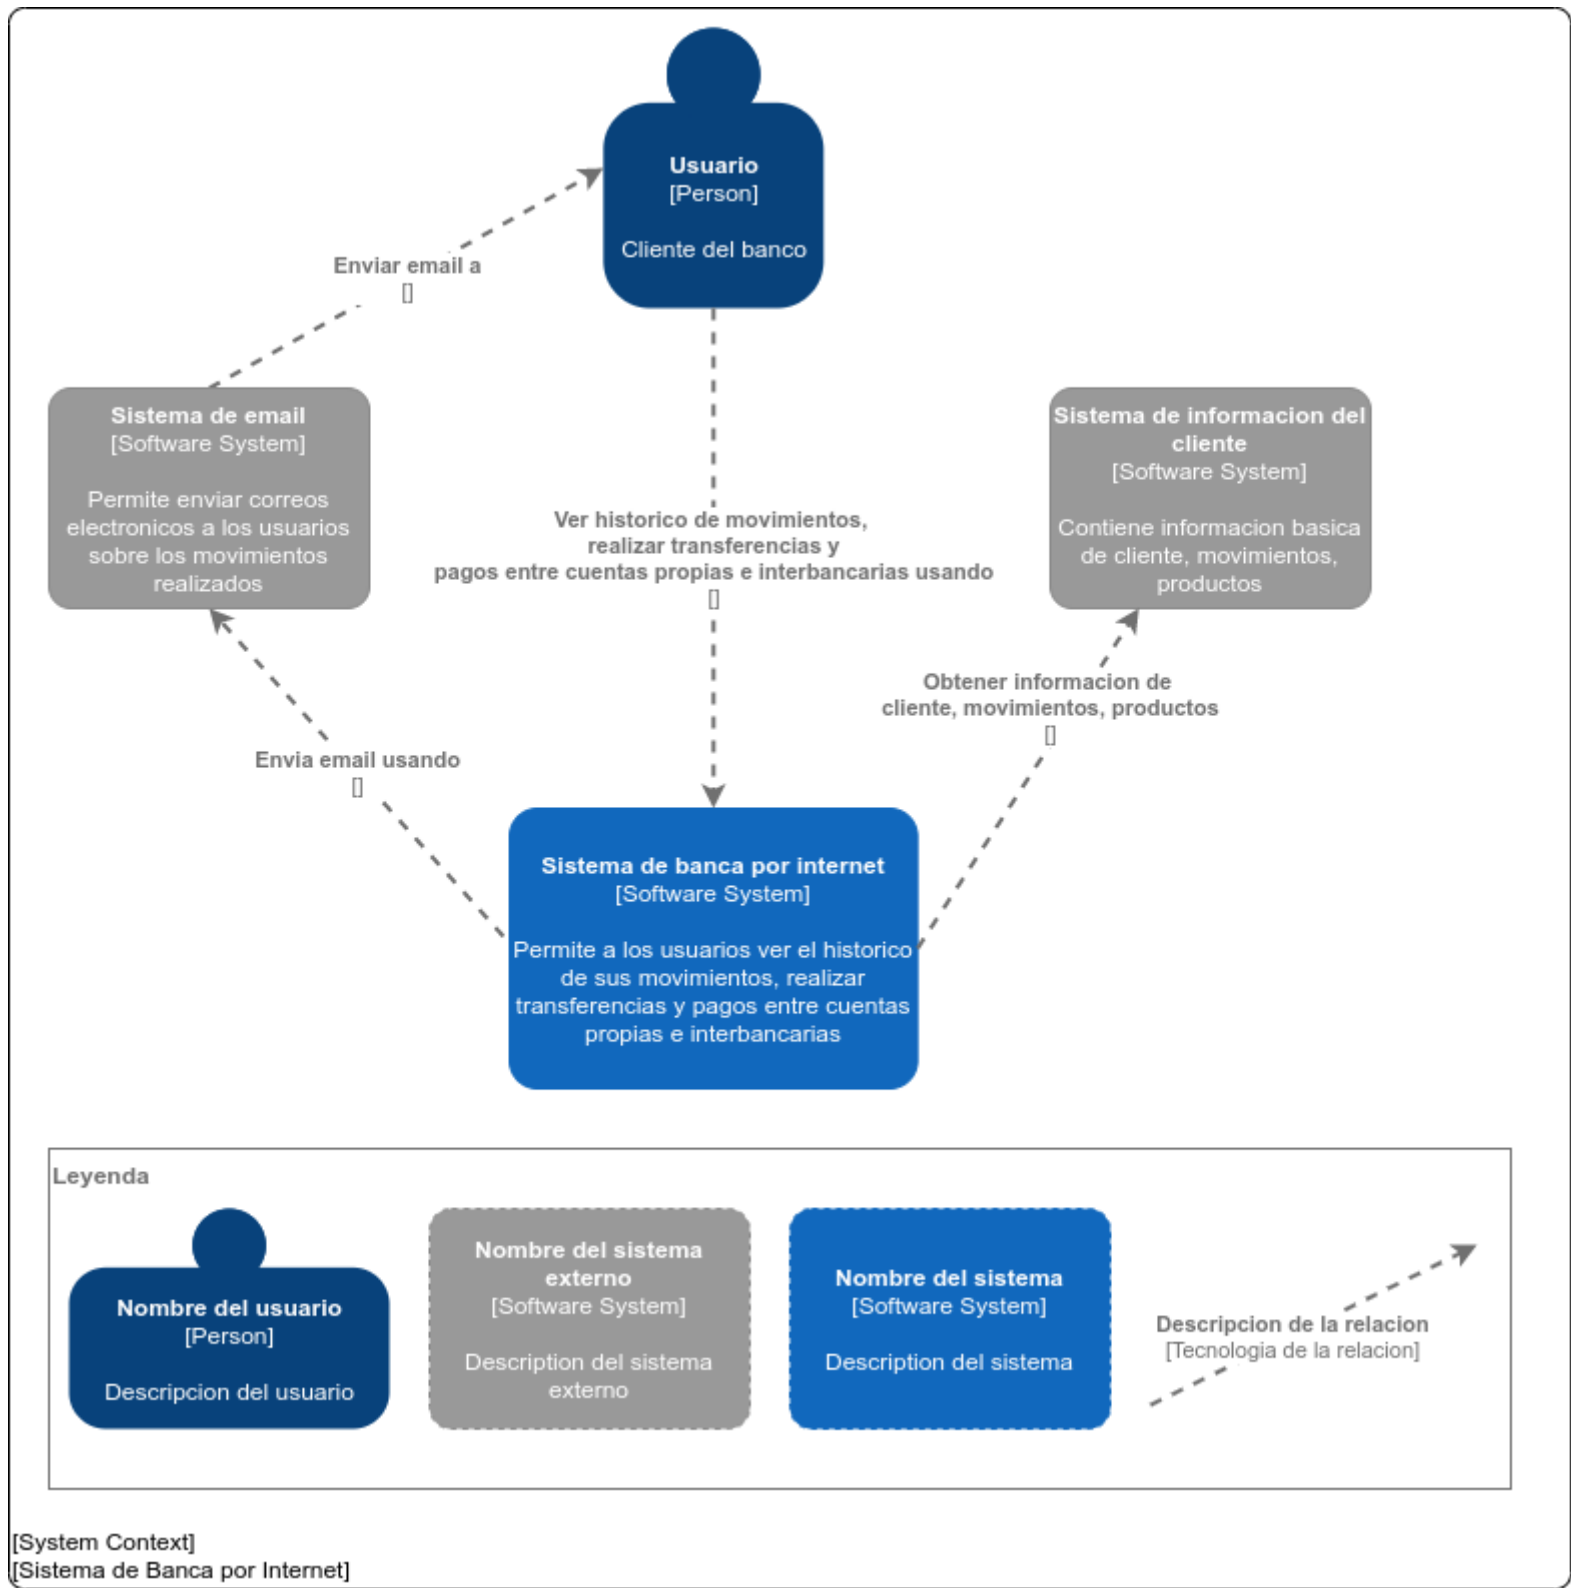 Usuario
[Person]
Cliente del banco
Enviar email a
[]
Sistema de email
[Software System]
Permite enviar correos
electronicos a los usuarios
sobre los movimientos
realizados
Sistema de informacion del
cliente
[Software System]
Contiene informacion basica
de cliente, movimientos,
productos
Ver historico de movimientos,
realizar transferencias y
pagos entre cuentas propias e interbancarias usando
[]
Obtener informacion de
cliente, movimientos, productos
[]
Envia email usando
[]
Sistema de banca por internet
[Software System]
Permite a los usuarios ver el historico
de sus movimientos, realizar
transferencias y pagos entre cuentas
propias e interbancarias
Leyenda
Nombre del usuario
[Person]
Descripcion del usuario
Nombre del sistema
externo
[Software System]
Description del sistema
externo
Nombre del sistema
[Software System]
Description del sistema
Descripcion de la relacion
[Tecnologia de la relacion]
[System Context]
[Sistema de Banca por Internet]